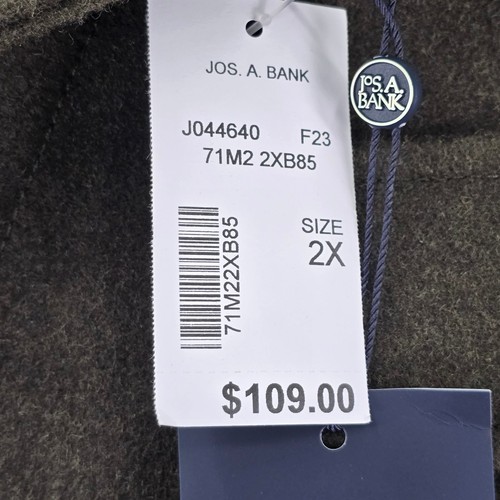 JOS. A. BANK
JOS. A.
BANK
J044640 F23
71M2 2XB85
71M22XB85
SIZE
2X
$109.00